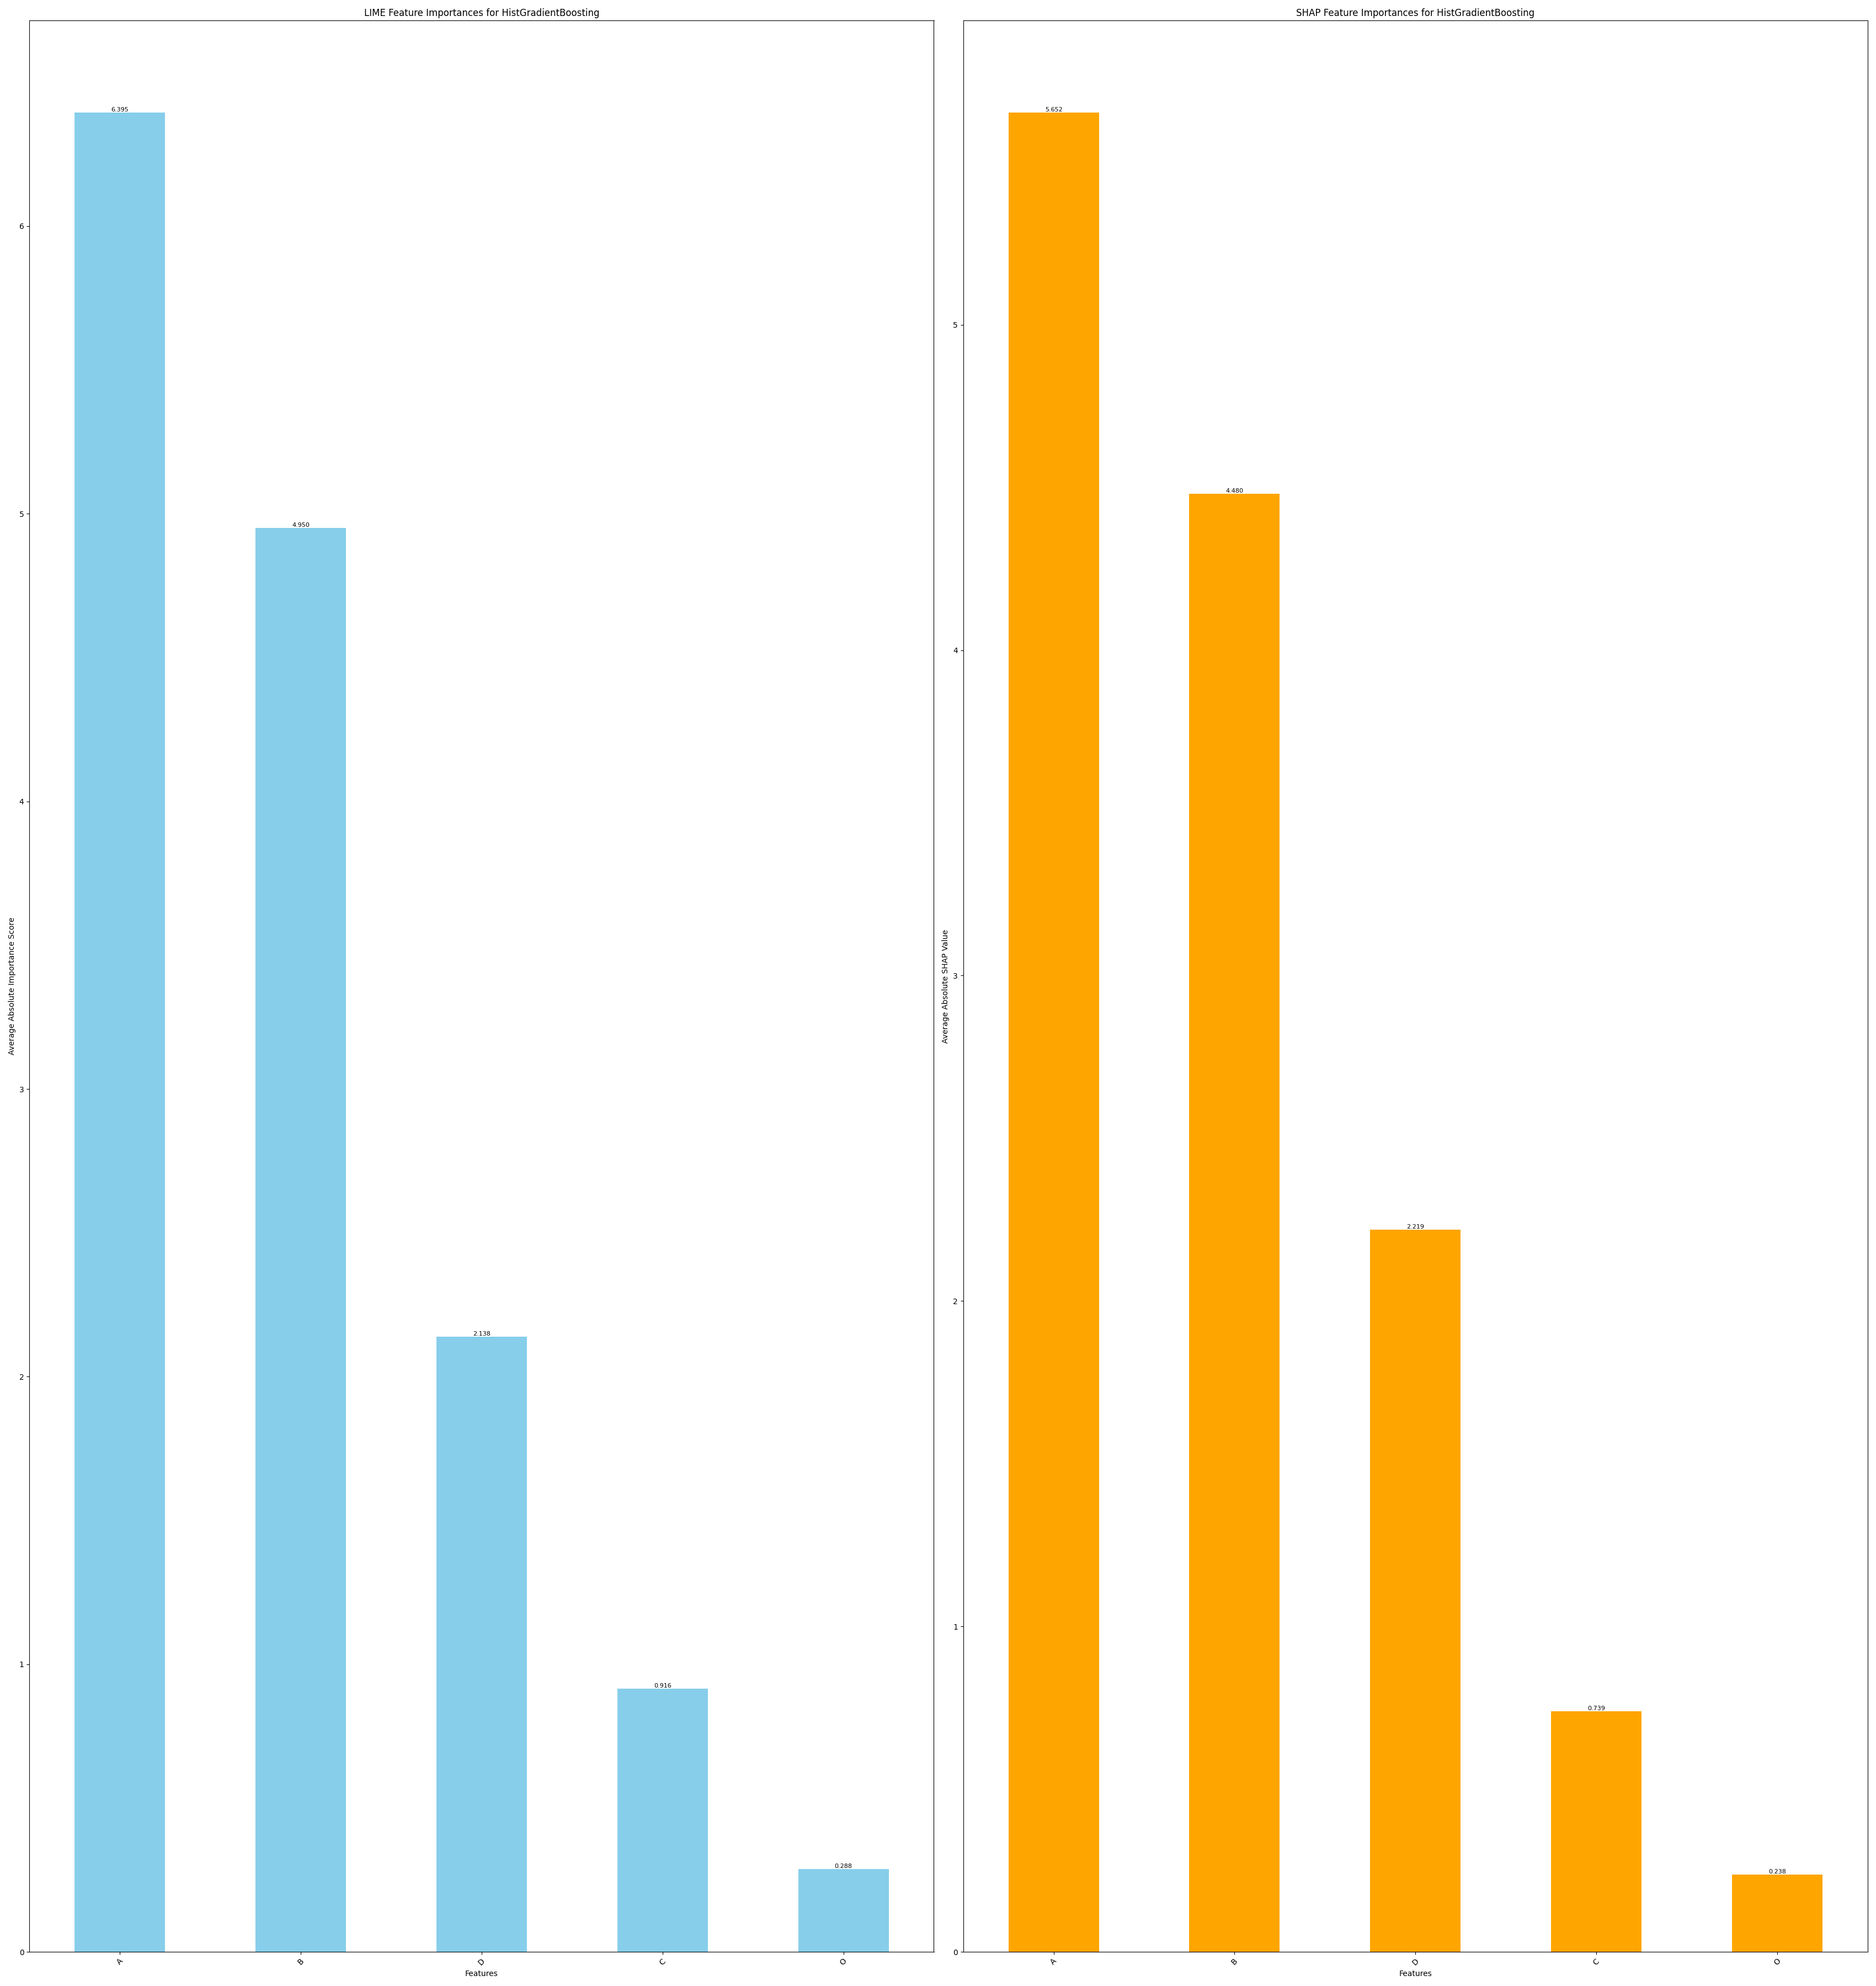 LIME Feature Importances for HistGradientBoosting
Average Absolute Importance Score
6
5
4
3
2
1
0
6.395
4.950
2.138
0.916
0.288
A
B
D
C
O
Features
SHAP Feature Importances for HistGradientBoosting
Average Absolute SHAP Value
5
4
3
2
1
0
5.652
4.480
2.219
0.739
0.238
A
B
D
C
O
Features